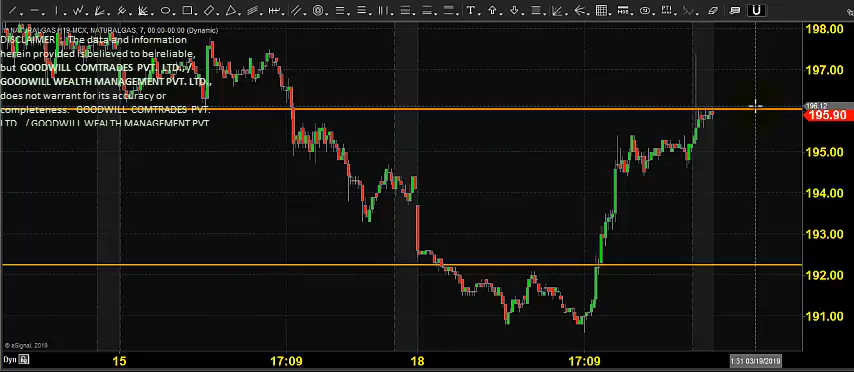 NATURALGAS H19-MCX, NATURALGAS, 7, 00:00-00:00 (Dynamic)
DISCLAIMER : The data and information
herein provided is believed to be reliable,
but GOODWILL COMTRADES PVT. LTD., /
GOODWILL WEALTH MANAGEMENT PVT. LTD.,
does not warrant for its accuracy or
completeness. GOODWILL COMTRADES PVT.
LTD. / GOODWILL WEALTH MANAGEMENT PVT
198.00
197.00
196.12
195.90
195.00
194.00
193.00
192.00
191.00
© eSignal, 2019
Dyn
15
17:09
18
17:09
1:31 03/19/2019